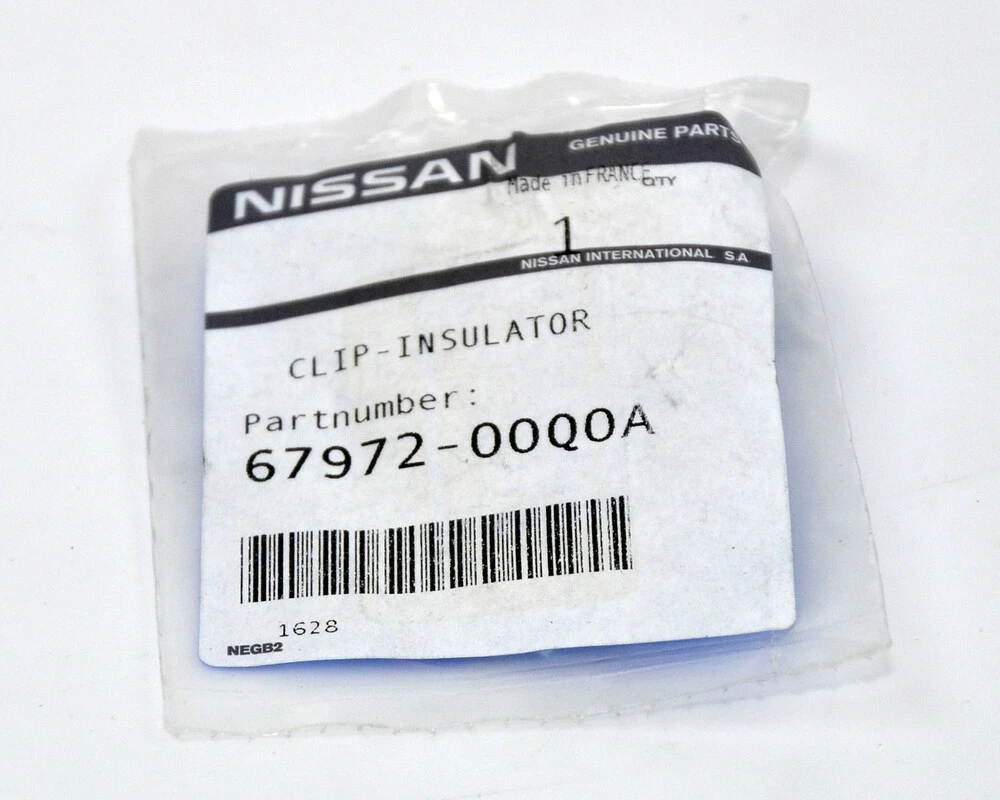 NISSAN GENUINE PARTS
Made in FRANCE QTY
1
NISSAN INTERNATIONAL S.A
CLIP-INSULATOR
Partnumber:
67972-00Q0A
1628
NEGB2